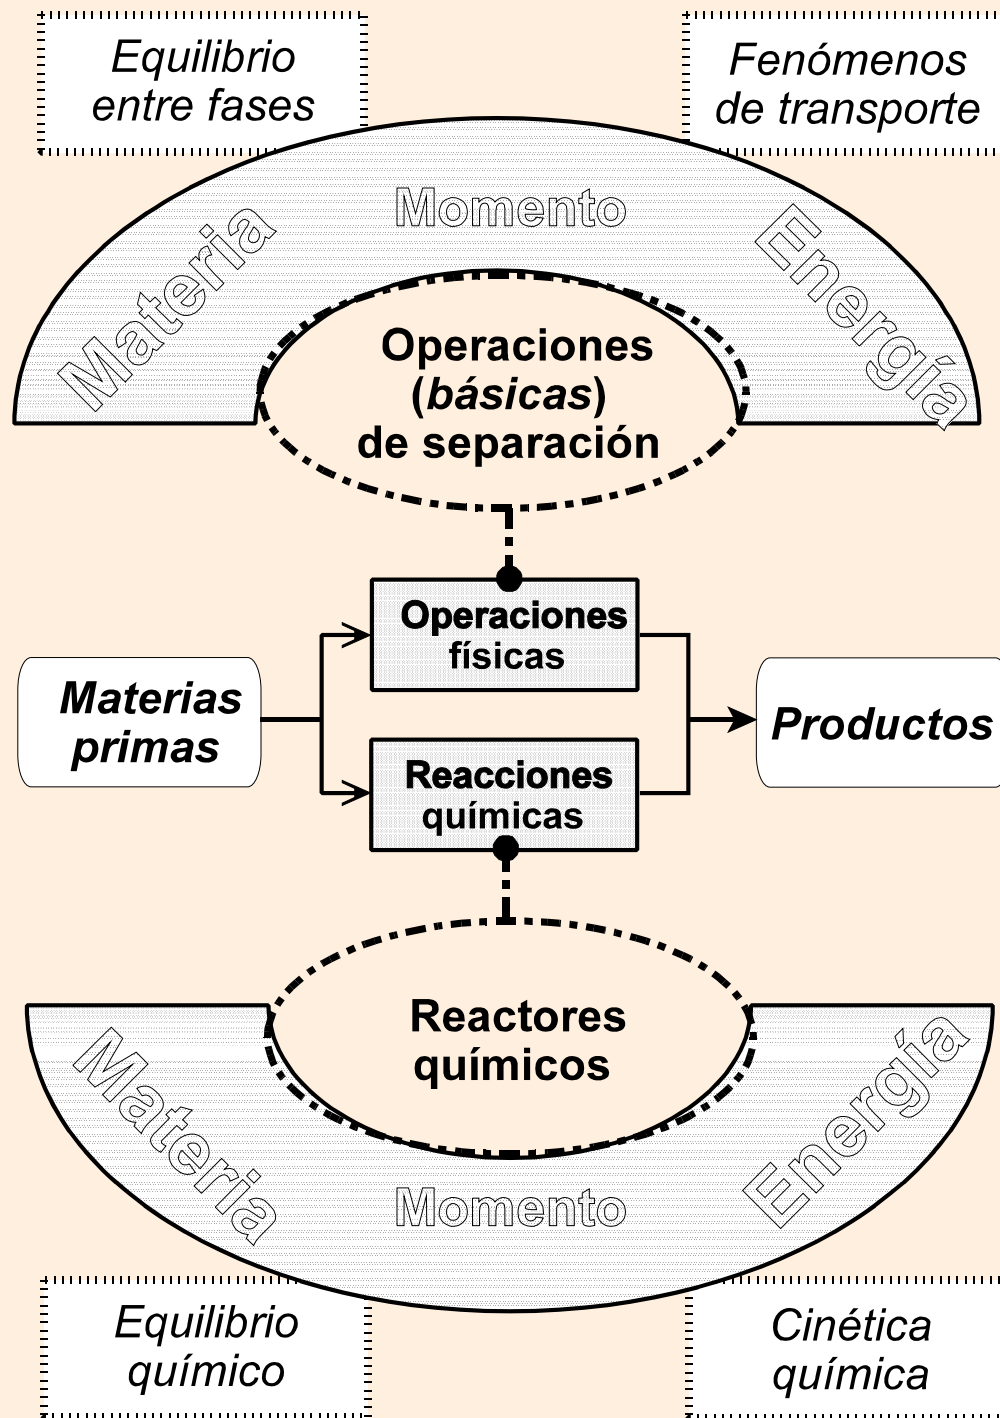 Equilibrio
entre fases
Fenómenos
de transporte
Materia
Momento
Energía
Operaciones
(básicas)
de separación
Operaciones
físicas
Materias
primas
Productos
Reacciones
químicas
Reactores
químicos
Materia
Momento
Energía
Equilibrio
químico
Cinética
química